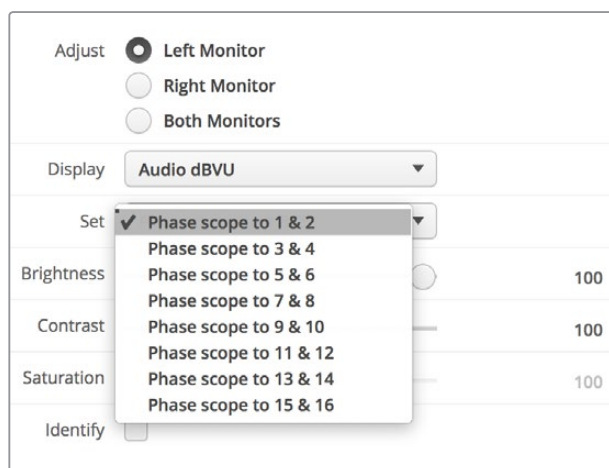 Adjust Left Monitor
Right Monitor
Both Monitors
Display Audio dBVU
Set Phase scope to 1 & 2
Phase scope to 3 & 4
Brightness Phase scope to 5 & 6 100
Phase scope to 7 & 8
Contrast Phase scope to 9 & 10 100
Phase scope to 11 & 12
Saturation Phase scope to 13 & 14 100
Phase scope to 15 & 16
Identify